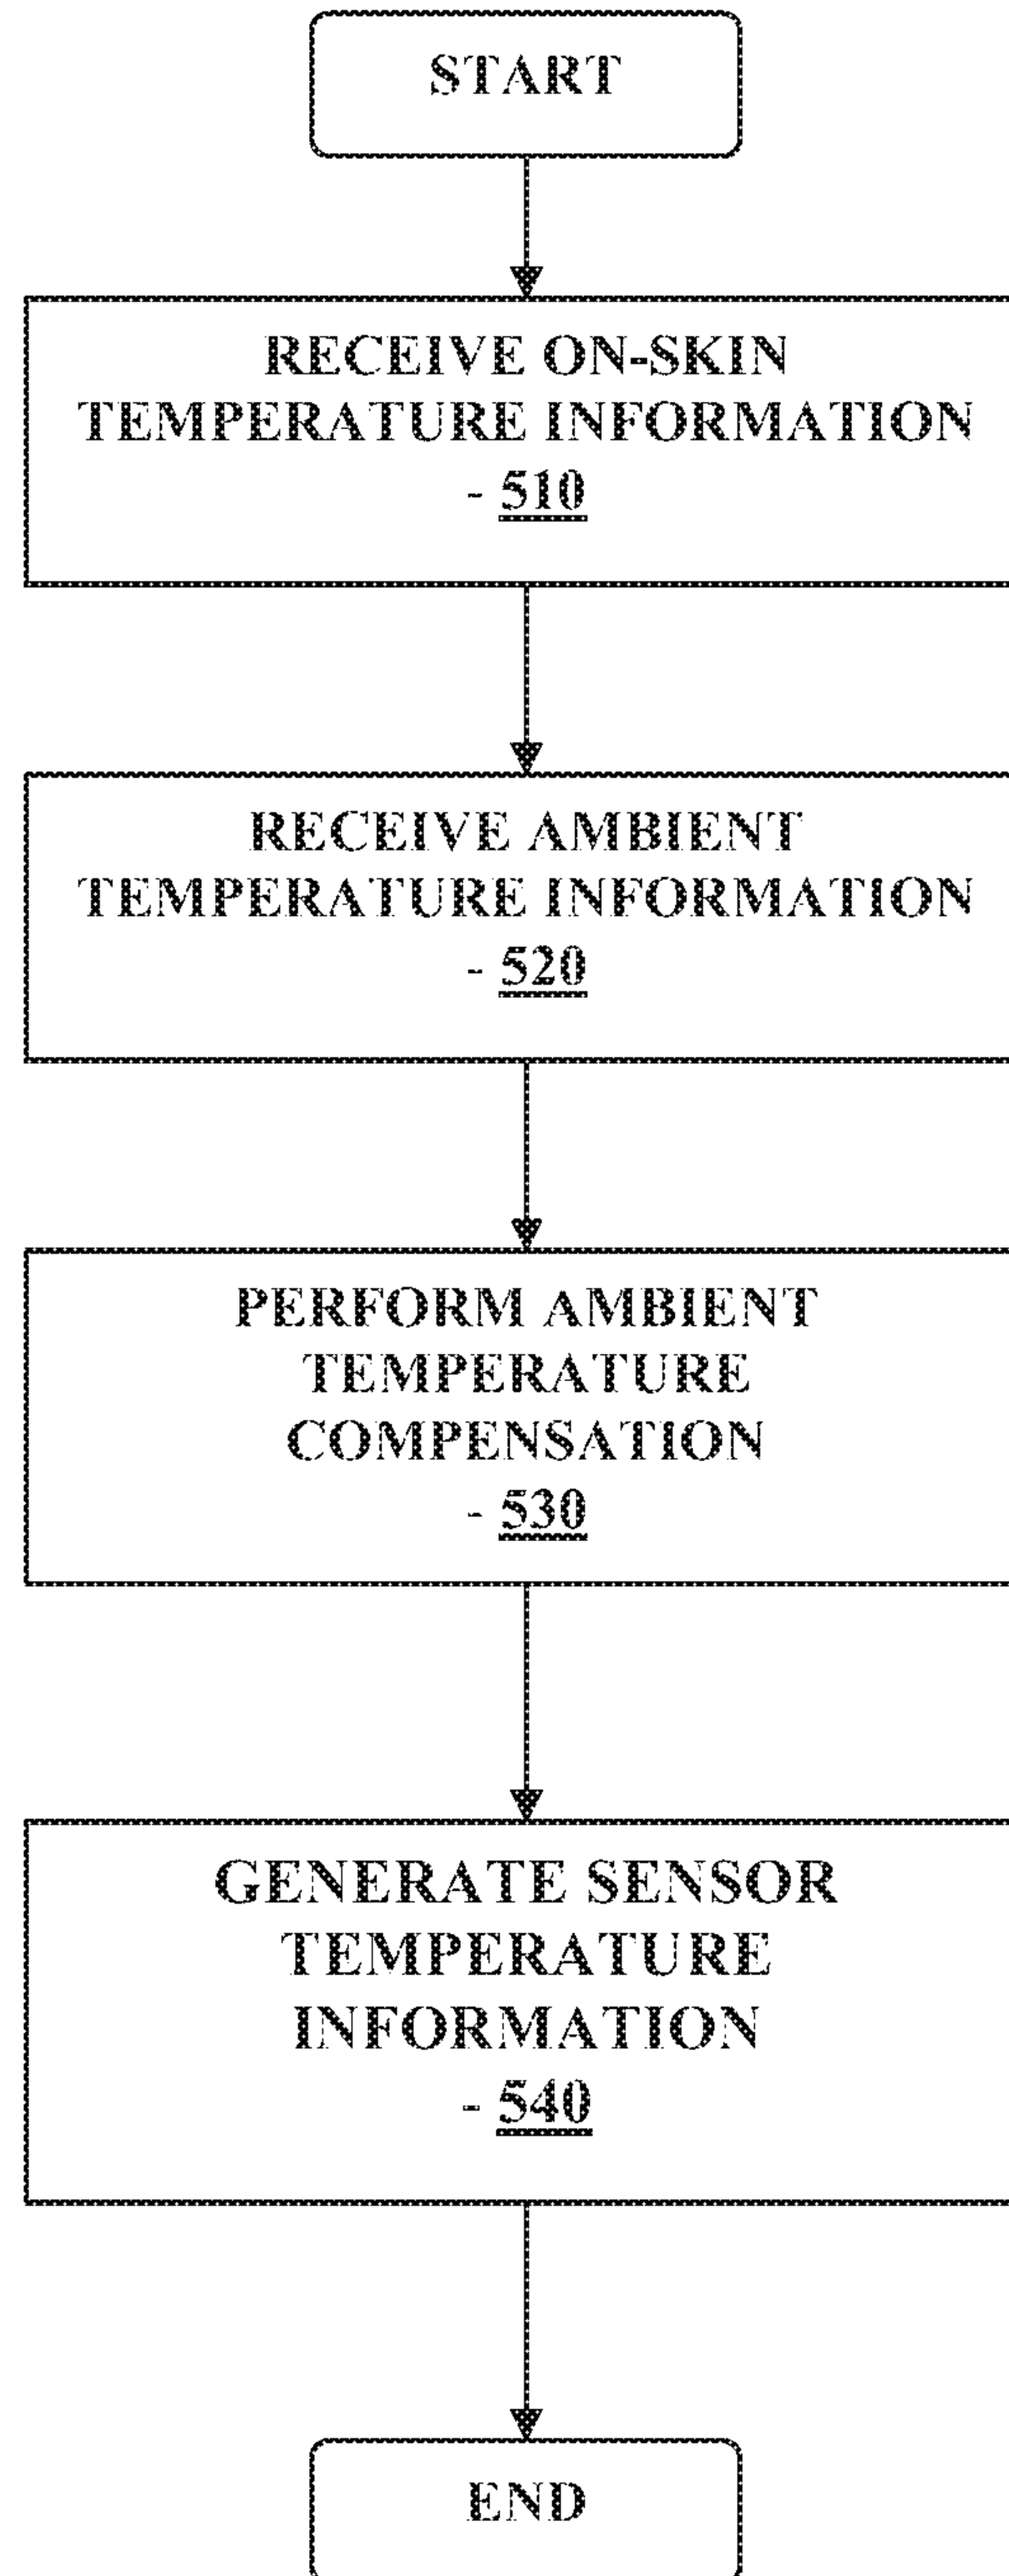 START
RECEIVE ON-SKIN
TEMPERATURE INFORMATION
- 510
RECEIVE AMBIENT
TEMPERATURE INFORMATION
- 520
PERFORM AMBIENT
TEMPERATURE
COMPENSATION
- 530
GENERATE SENSOR
TEMPERATURE
INFORMATION
- 540
END